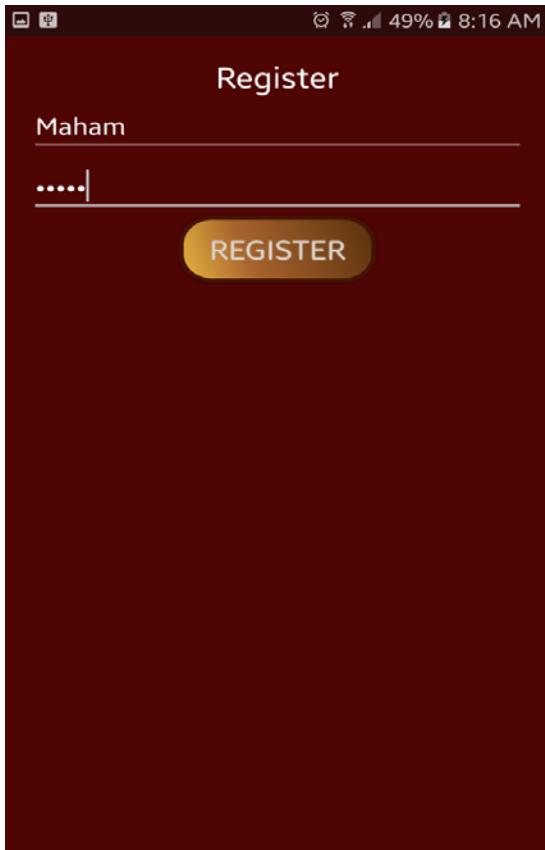 49% 8:16 AM
Register
Maham
•••••
REGISTER